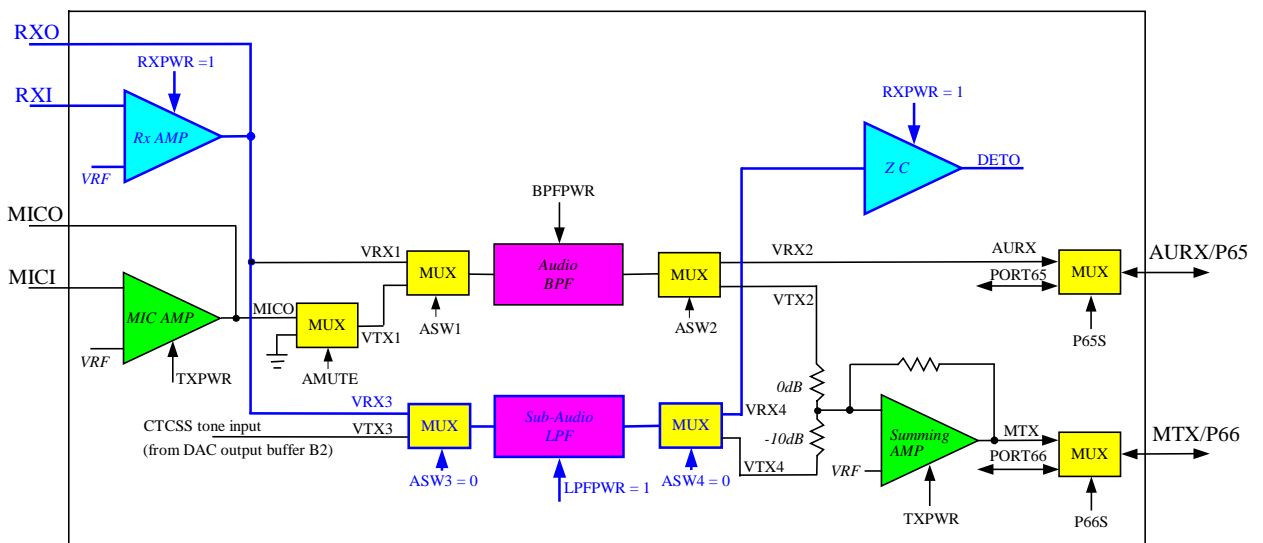 RXO
RXPWR =1
RXI
Rx AMP
VRF
RXPWR = 1
Z C
DETO
MICO
MICI
MIC AMP
VRF
TXPWR
MICO
MUX
VTX1
AMUTE
VRX1
MUX
ASW1
BPFPWR
Audio
BPF
MUX
ASW2
VRX2
VTX2
AURX
PORT65
MUX
AURX/P65
P65S
VRX3
CTCSS tone input
VTX3
(from DAC output buffer B2)
MUX
ASW3 = 0
Sub-Audio
LPF
LPFPWR = 1
MUX
ASW4 = 0
VRX4
VTX4
0dB
-10dB
Summing
AMP
VRF
TXPWR
MTX
PORT66
MUX
MTX/P66
P66S